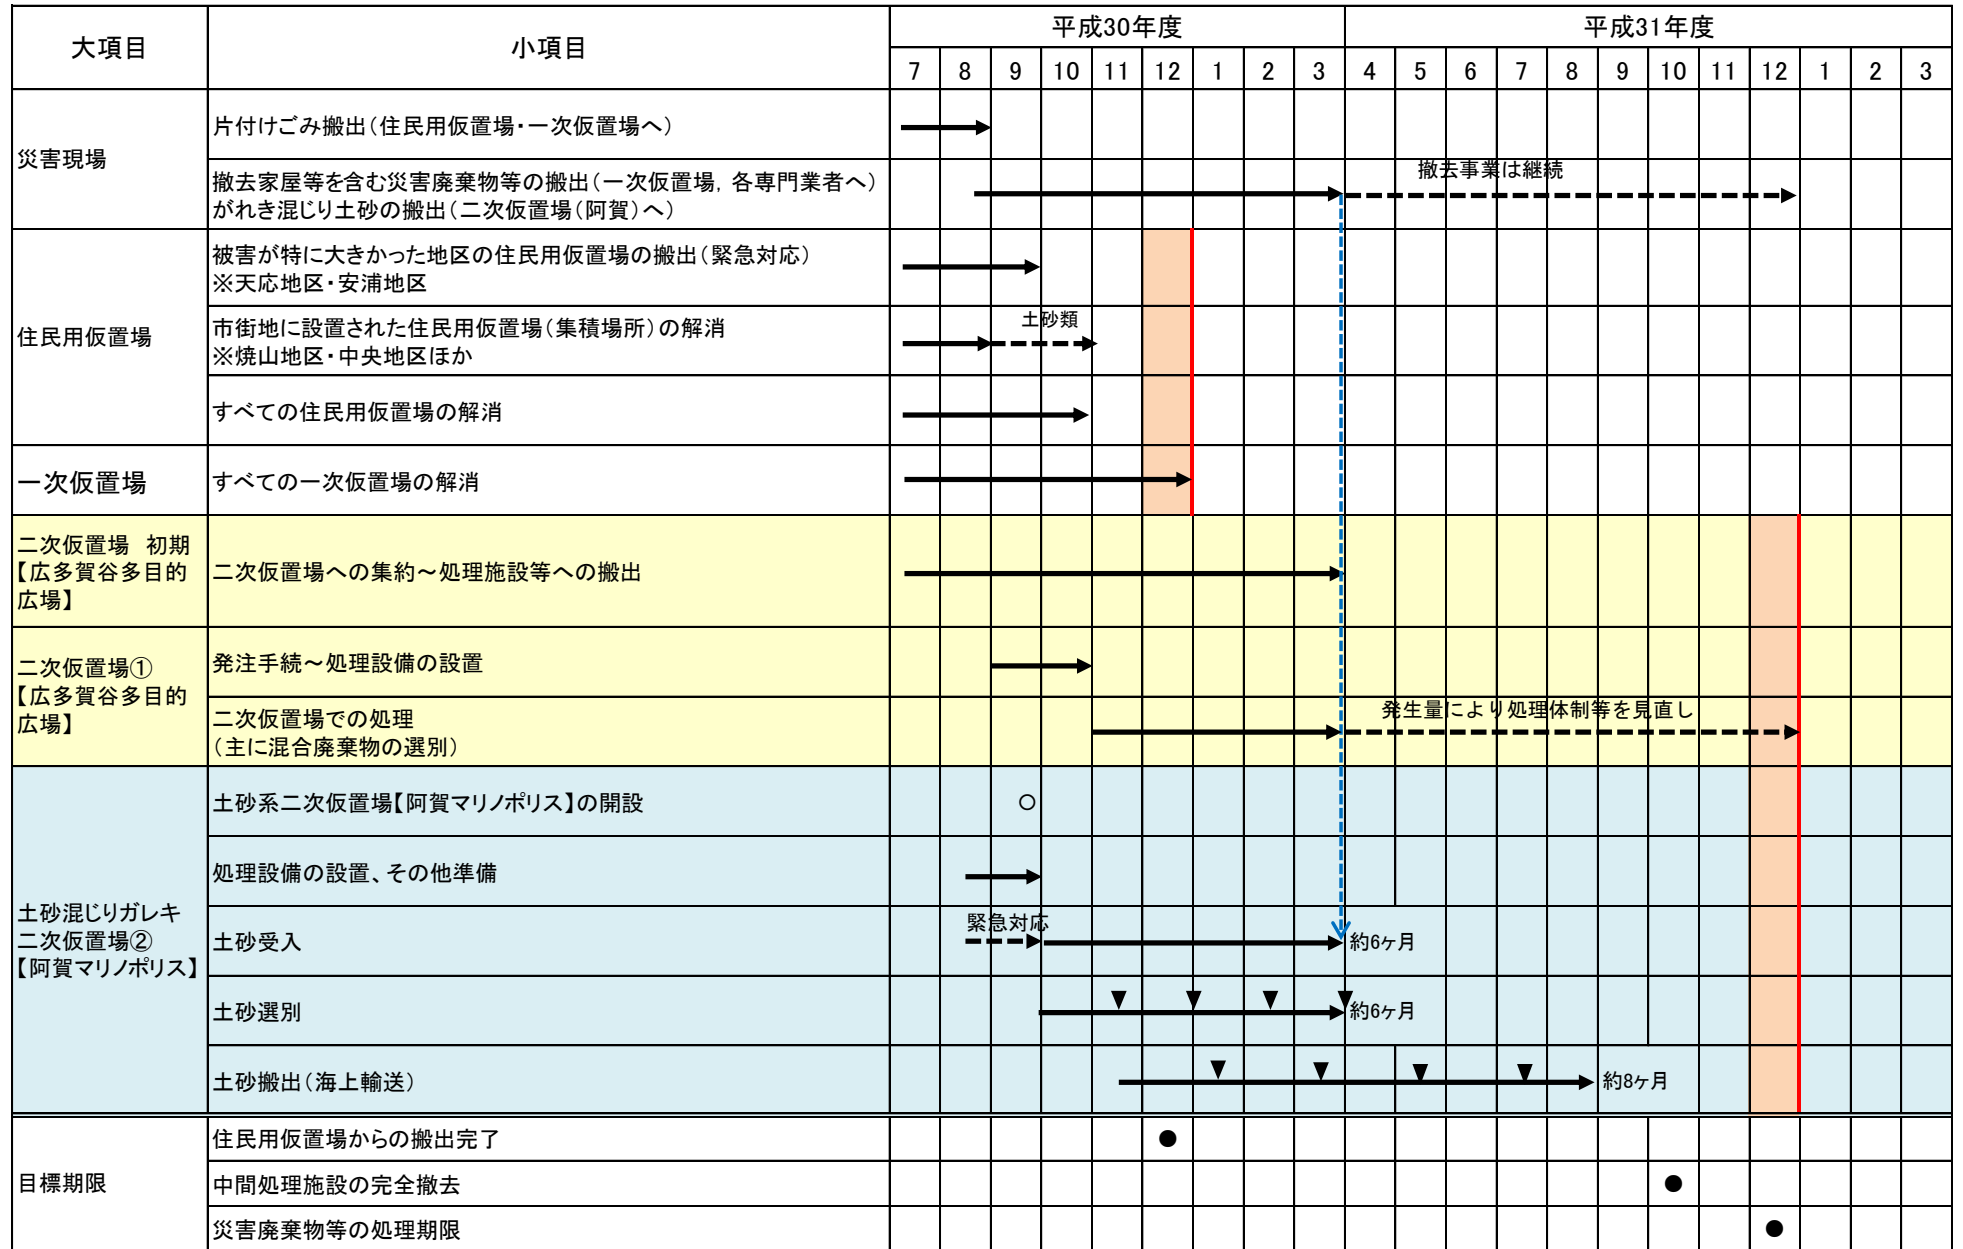 大項目
小項目
平成30年度
平成31年度
7 8 9 10 11 12 1 2 3 4 5 6 7 8 9 10 11 12 1 2 3
災害現場
片付けごみ搬出（住民用仮置場・一次仮置場へ）
撤去家屋等を含む災害廃棄物等の搬出（一次仮置場，各専門業者へ）
がれき混じり土砂の搬出（二次仮置場（阿賀）へ）
撤去事業は継続
住民用仮置場
被害が特に大きかった地区の住民用仮置場の搬出（緊急対応）
※天応地区・安浦地区
市街地に設置された住民用仮置場（集積場所）の解消
※焼山地区・中央地区ほか
土砂類
すべての住民用仮置場の解消
一次仮置場
すべての一次仮置場の解消
二次仮置場　初期
【広多賀谷多目的
広場】
二次仮置場への集約～処理施設等への搬出
二次仮置場①
【広多賀谷多目的
広場】
発注手続～処理設備の設置
二次仮置場での処理
（主に混合廃棄物の選別）
発生量により処理体制等を見直し
土砂混じりガレキ
二次仮置場②
【阿賀マリノポリス】
土砂系二次仮置場【阿賀マリノポリス】の開設
○
処理設備の設置、その他準備
土砂受入
緊急対応
約6ヶ月
土砂選別
約6ヶ月
土砂搬出（海上輸送）
約8ヶ月
目標期限
住民用仮置場からの搬出完了
●
中間処理施設の完全撤去
●
災害廃棄物等の処理期限
●